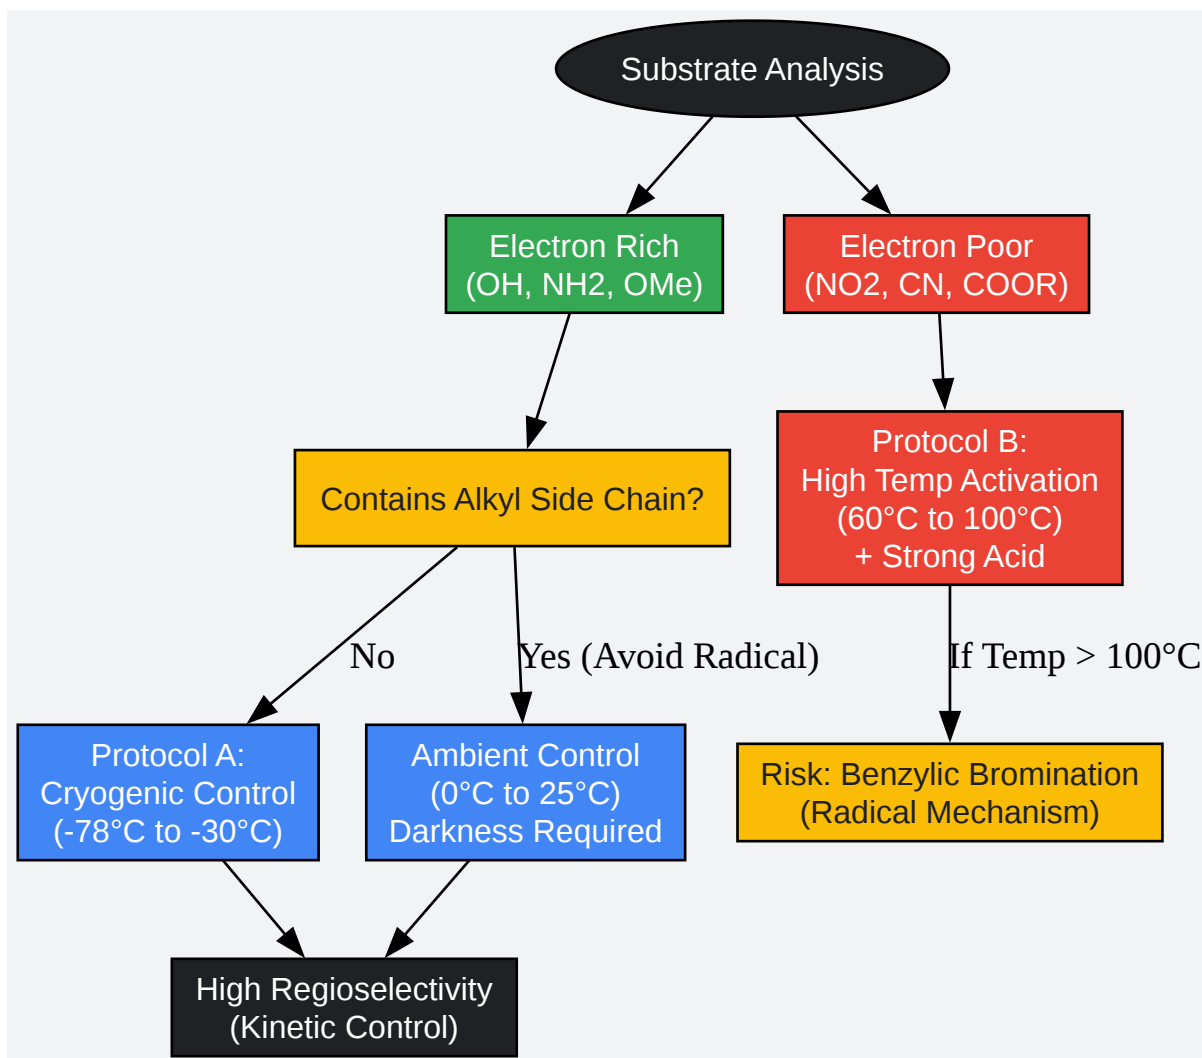 Substrate Analysis
Electron Rich
(OH, NH2, OMe)
Electron Poor
(NO2, CN, COOR)
Contains Alkyl Side Chain?
Protocol B:
High Temp Activation
(60°C to 100°C)
+ Strong Acid
No
Yes (Avoid Radical)
If Temp > 100°C
Protocol A:
Cryogenic Control
(-78°C to -30°C)
Ambient Control
(0°C to 25°C)
Darkness Required
Risk: Benzylic Bromination
(Radical Mechanism)
High Regioselectivity
(Kinetic Control)